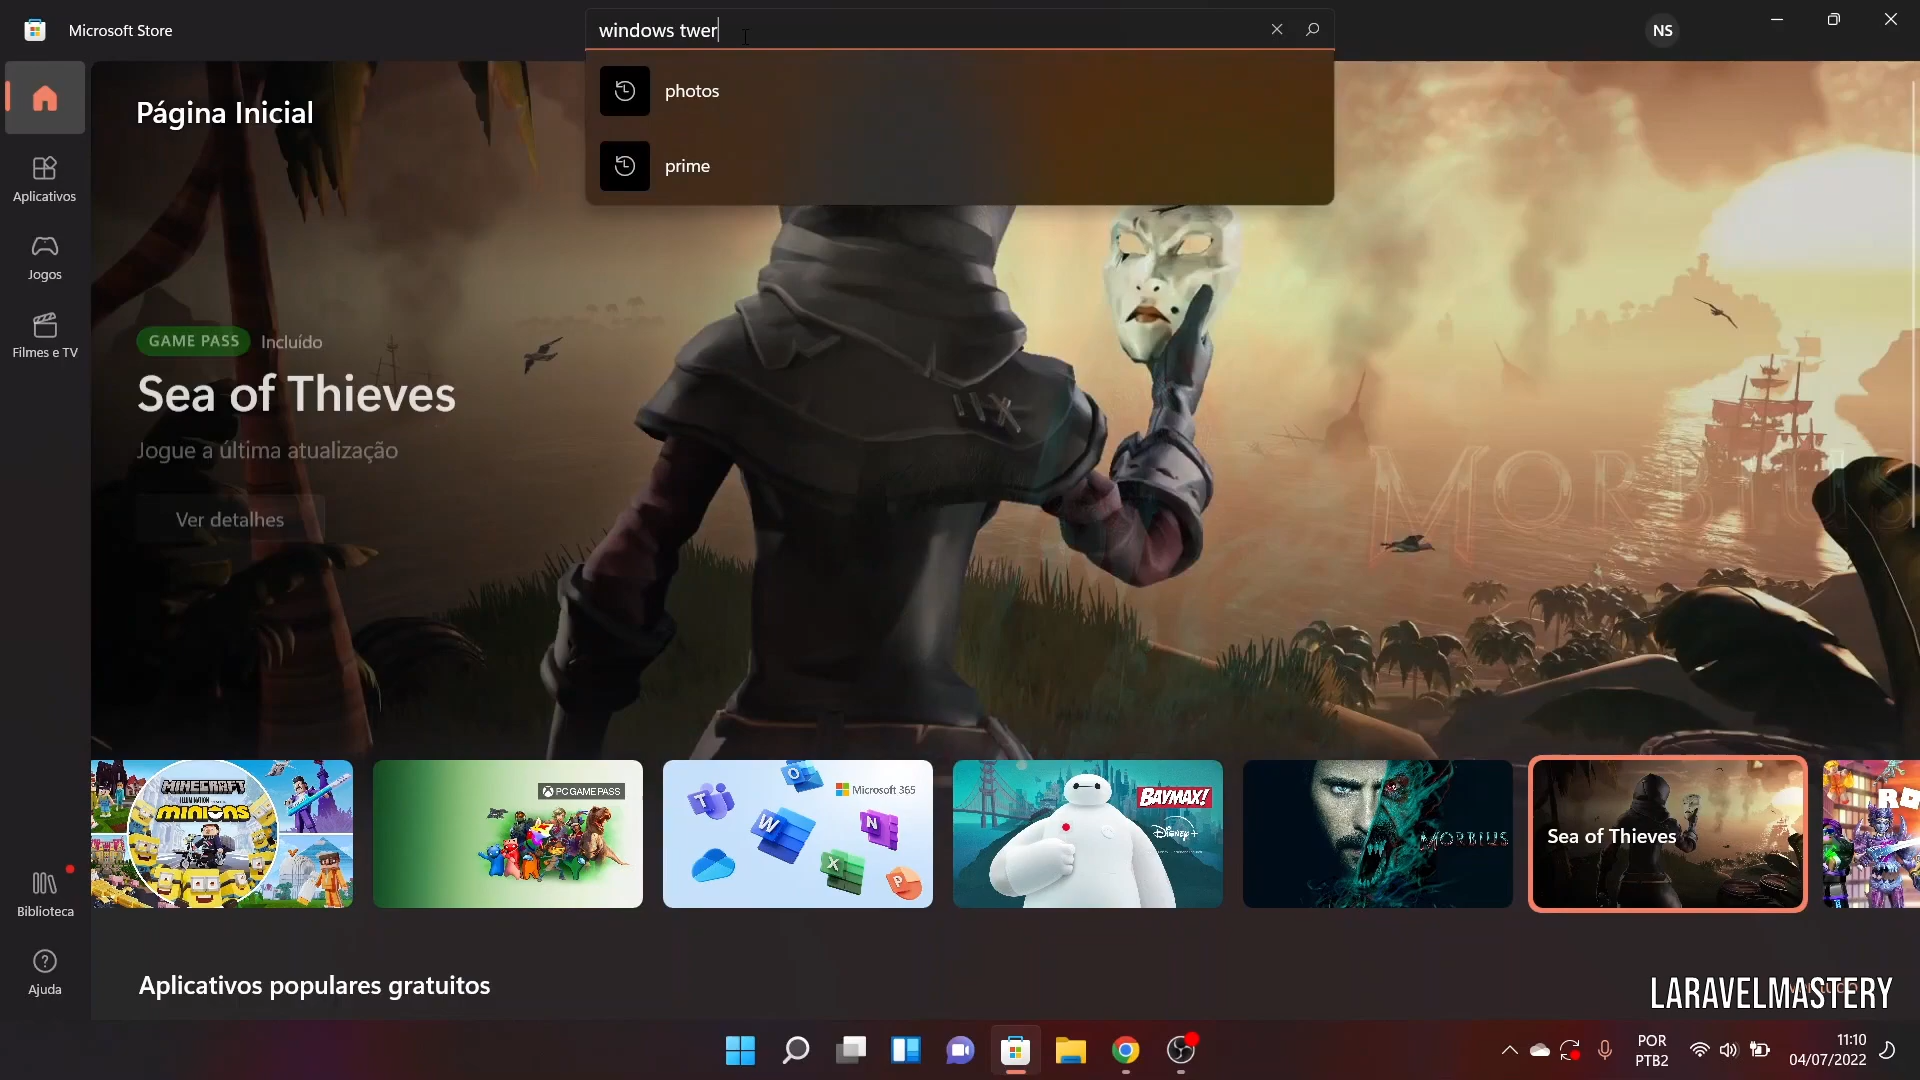 Microsoft Store
windows twer
NS
photos
prime
Página Inicial
Aplicativos
Jogos
Filmes e TV
GAME PASS Incluído
Sea of Thieves
Jogue a última atualização
Ver detalhes
MORBIUS
MINECRAFT
ILLUMINATION
MINIONS
PC GAME PASS
Microsoft 365
BAYMAX!
Disney+
MORBIUS
Sea of Thieves
Biblioteca
Ajuda
Aplicativos populares gratuitos
LARAVELMASTERY
POR
PTB2
11:10
04/07/2022